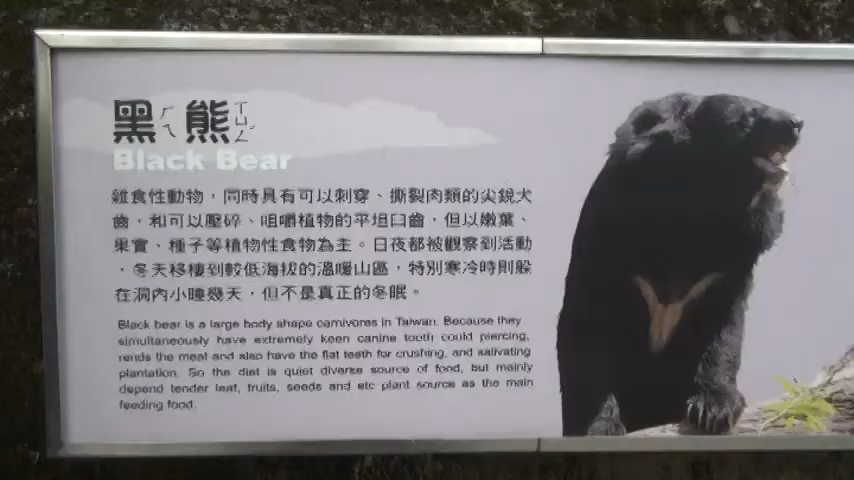 黑ㄏㄟ熊ㄒㄩㄥˊ
Black Bear
雜食性動物，同時具有可以刺穿、撕裂肉類的尖銳犬
齒，和可以壓碎、咀嚼植物的平坦臼齒，但以嫩葉、
果實、種子等植物性食物為主。日夜都被觀察到活動
，冬天移棲到較低海拔的溫暖山區，特別寒冷時則躲
在洞內小睡幾天，但不是真正的冬眠。
Black bear is a large body shape carnivores in Taiwan. Because they
simultaneously have extremely keen canine tooth could piercing,
rends the meat and also have the flat teeth for crushing, and salivating
plantation. So the diet is quiet diverse source of food, but mainly
depend tender leaf, fruits, seeds and etc plant source as the main
feeding food.